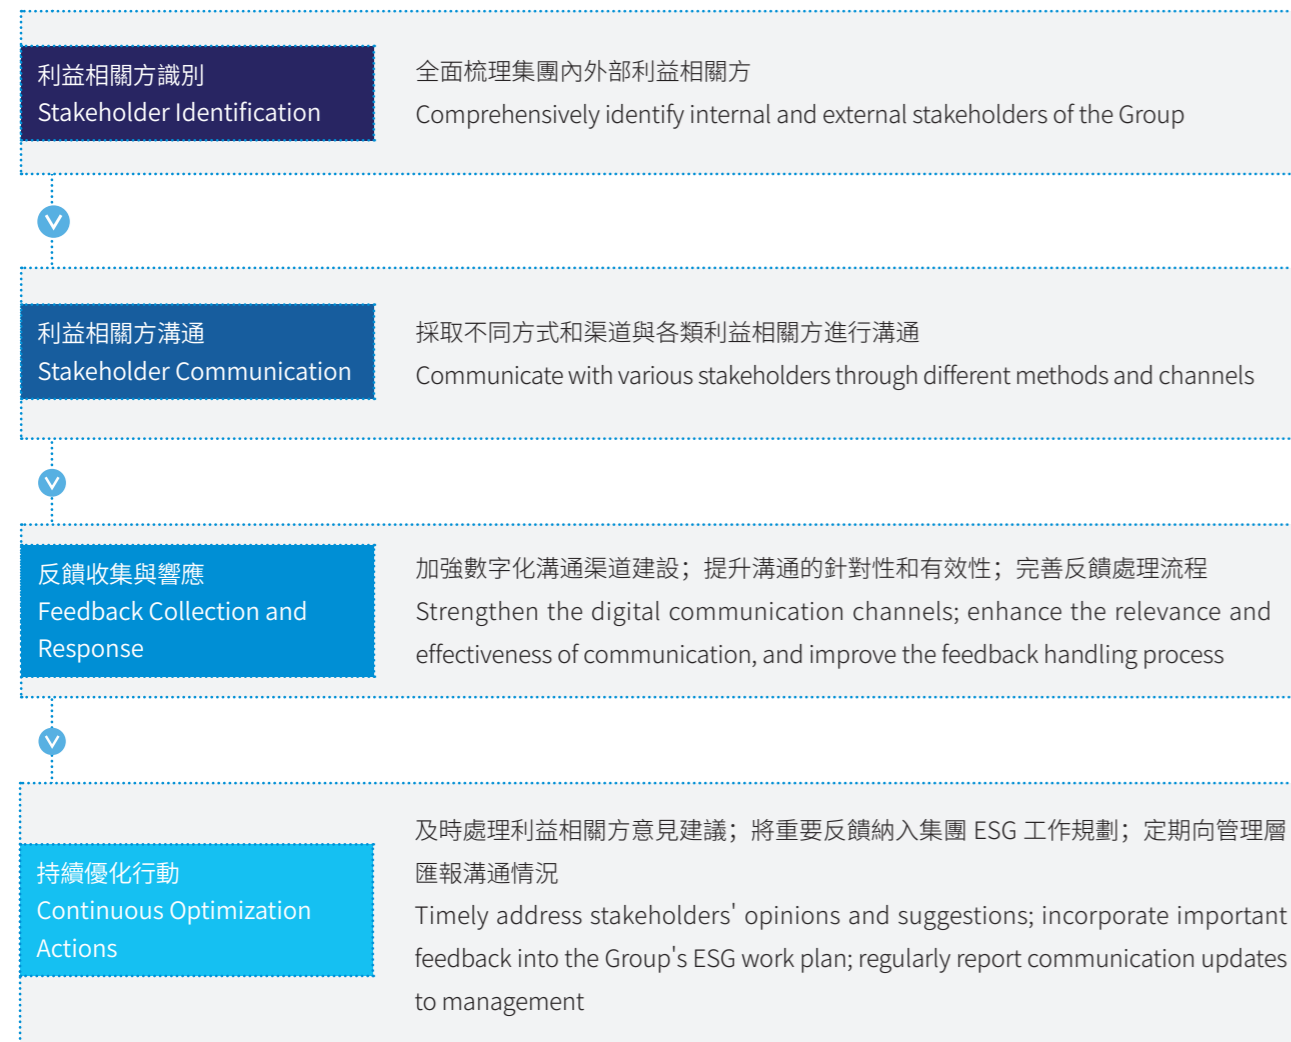 利益相關方識別
Stakeholder Identification
全面梳理集團內外部利益相關方
Comprehensively identify internal and external stakeholders of the Group
利益相關方溝通
Stakeholder Communication
採取不同方式和渠道與各類利益相關方進行溝通
Communicate with various stakeholders through different methods and channels
反饋收集與響應
Feedback Collection and
Response
加強數字化溝通渠道建設；提升溝通的針對性和有效性；完善反饋處理流程
Strengthen the digital communication channels; enhance the relevance and
effectiveness of communication, and improve the feedback handling process
持續優化行動
Continuous Optimization
Actions
及時處理利益相關方意見建議；將重要反饋納入集團 ESG 工作規劃；定期向管理層
匯報溝通情況
Timely address stakeholders' opinions and suggestions; incorporate important
feedback into the Group's ESG work plan; regularly report communication updates
to management